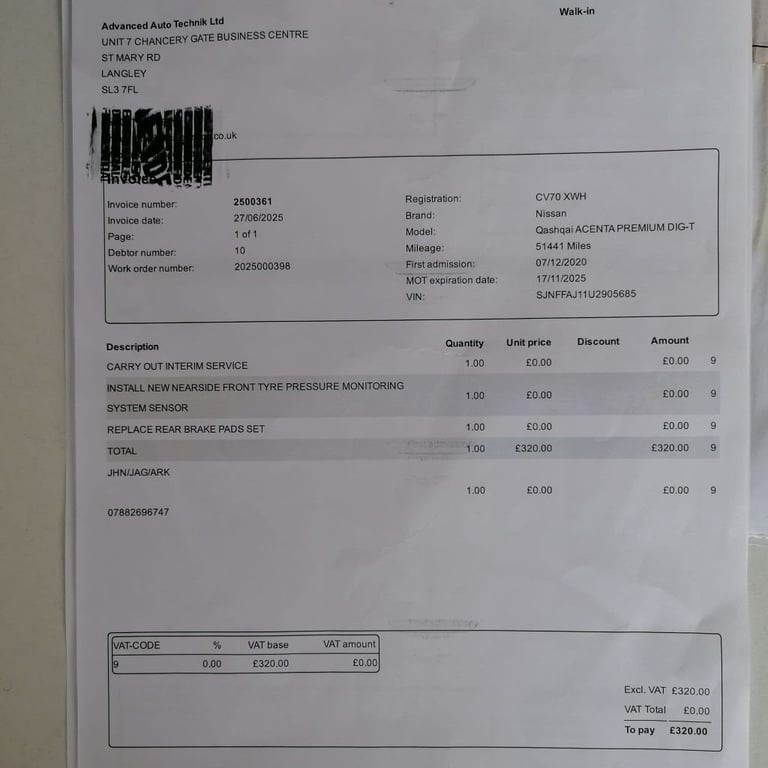 Walk-in
Advanced Auto Technik Ltd
UNIT 7 CHANCERY GATE BUSINESS CENTRE
ST MARY RD
LANGLEY
SL3 7FL
.co.uk
Invoice
Invoice number: 2500361
Invoice date: 27/06/2025
Page: 1 of 1
Debtor number: 10
Work order number: 2025000398
Registration: CV70 XWH
Brand: Nissan
Model: Qashqai ACENTA PREMIUM DIG-T
Mileage: 51441 Miles
First admission: 07/12/2020
MOT expiration date: 17/11/2025
VIN: SJNFFAJ11U2905685
Description Quantity Unit price Discount Amount
CARRY OUT INTERIM SERVICE 1.00 £0.00 £0.00 9
INSTALL NEW NEARSIDE FRONT TYRE PRESSURE MONITORING
SYSTEM SENSOR 1.00 £0.00 £0.00 9
REPLACE REAR BRAKE PADS SET 1.00 £0.00 £0.00 9
TOTAL 1.00 £320.00 £320.00 9
JHN/JAG/ARK
1.00 £0.00 £0.00 9
07882696747
VAT-CODE % VAT base VAT amount
9 0.00 £320.00 £0.00
Excl. VAT £320.00
VAT Total £0.00
To pay £320.00